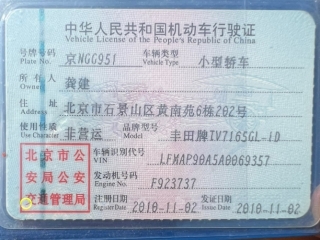 中华人民共和国机动车行驶证
Vehicle License of the People's Republic of China
号牌号码 京NGG951 车辆类型 小型轿车
Plate No. Vehicle Type
所有人 龚建
Owner
住址 北京市石景山区黄南苑6栋202号
Address
使用性质 非营运 品牌型号 丰田牌TV7165GL-iD
Use Character Model
北京市公安局公安交通管理局
车辆识别代号 LFMAP90A5A0069357
VIN
发动机号码 F923737
Engine No.
注册日期 2010-11-02 发证日期 2010-11-02
Register Date Issue Date